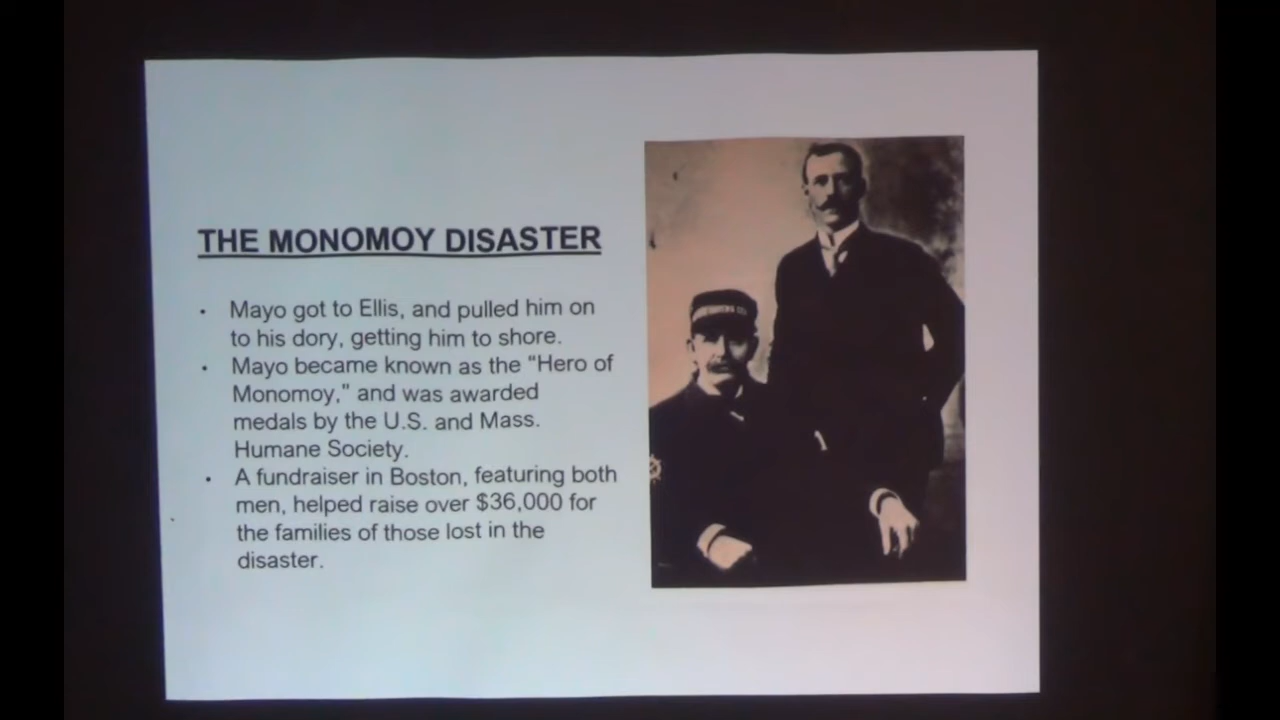 THE MONOMOY DISASTER
• Mayo got to Ellis, and pulled him on
to his dory, getting him to shore.
• Mayo became known as the "Hero of
Monomoy," and was awarded
medals by the U.S. and Mass.
Humane Society.
• A fundraiser in Boston, featuring both
men, helped raise over $36,000 for
the families of those lost in the
disaster.